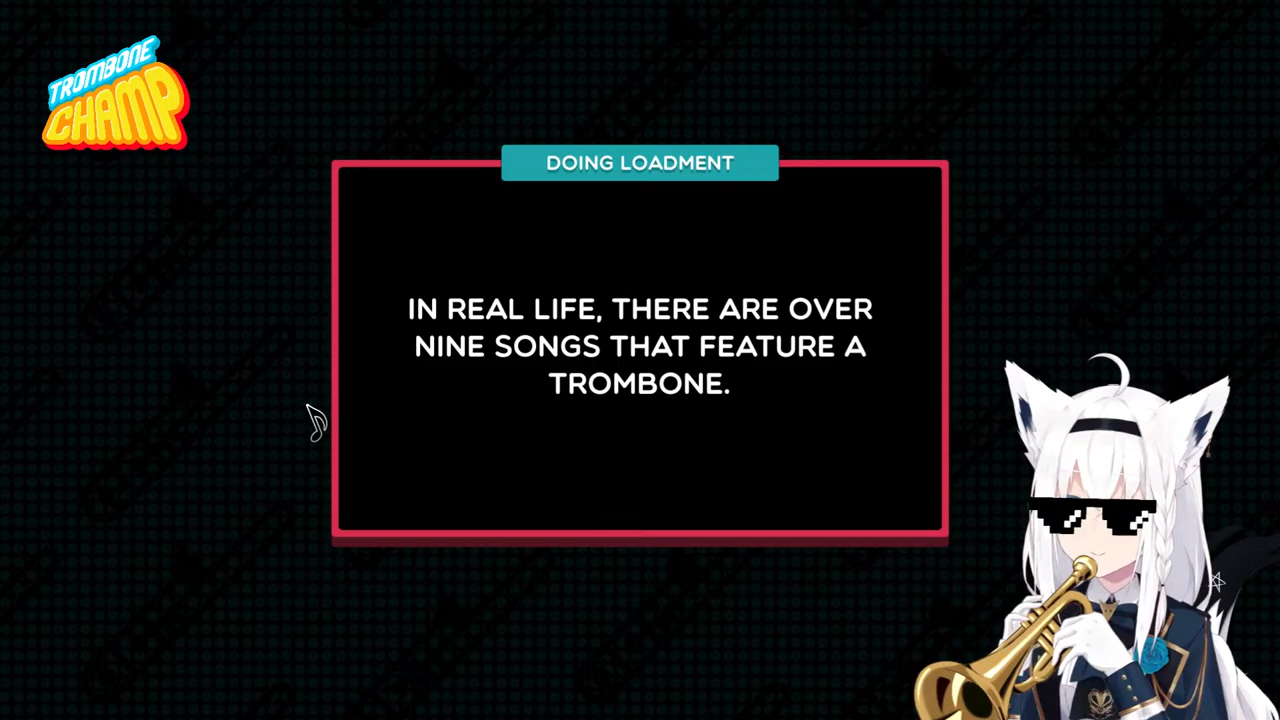 TROMBONE
CHAMP
DOING LOADMENT
IN REAL LIFE, THERE ARE OVER
NINE SONGS THAT FEATURE A
TROMBONE.